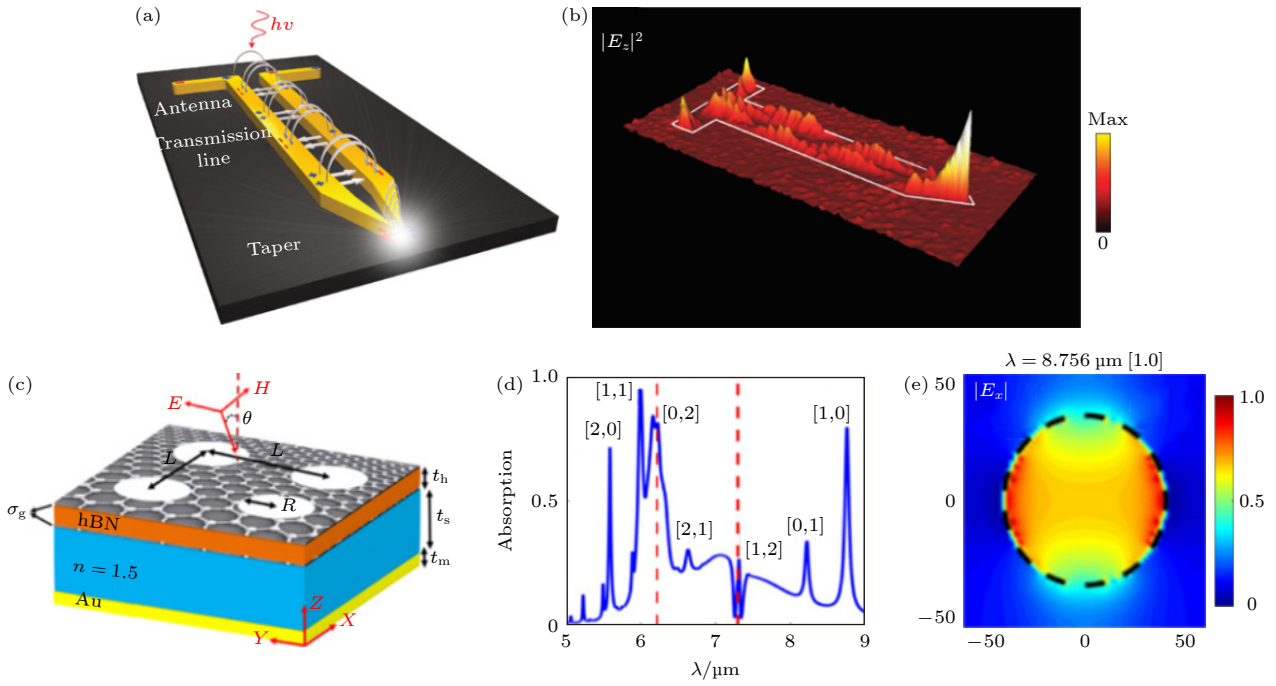 (a)
hν
Antenna
Transmission
line
Taper
(b)
|E_z|²
Max
0
(c)
H
E
θ
L
L
R
t_h
t_s
t_m
σ_g
hBN
n = 1.5
Au
Z
X
Y
(d)
1.0
[1,1]
[0,2]
[1,0]
[2,0]
Absorption
0.5
[2,1]
[1,2]
[0,1]
0
5
6
7
8
9
λ/µm
(e)
λ = 8.756 µm [1.0]
50
|E_x|
0
−50
−50
0
50
1.0
0.5
0